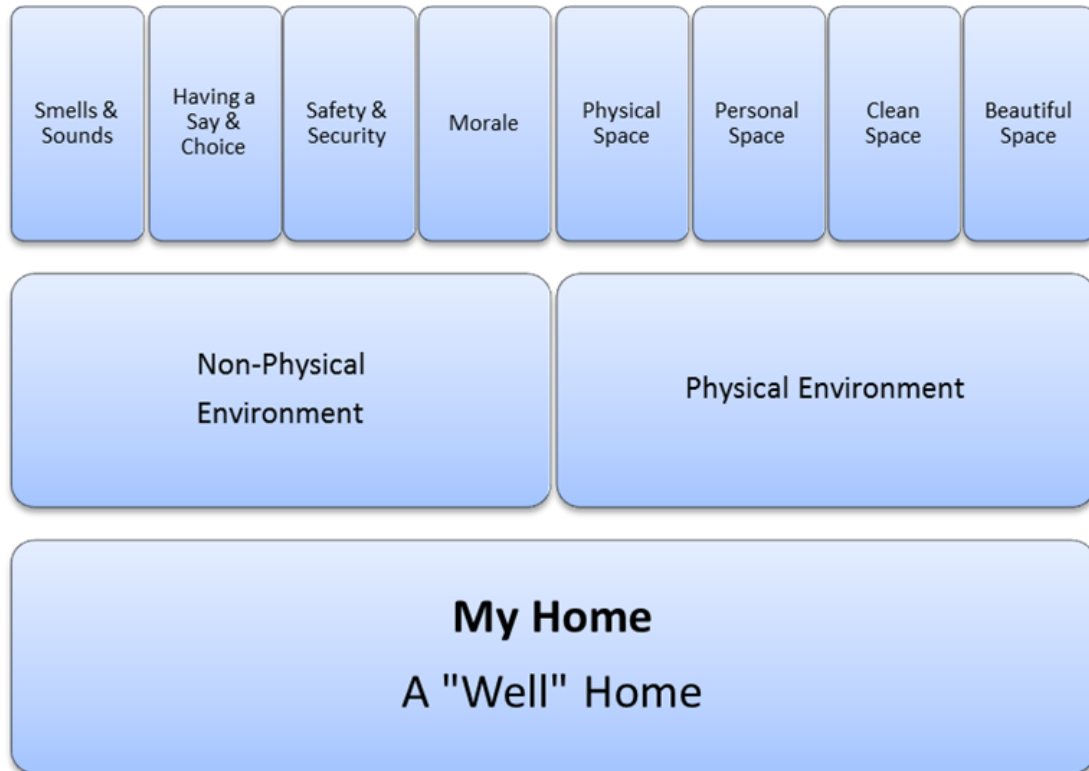 Smells &
Sounds
Having a
Say &
Choice
Safety &
Security
Morale
Physical
Space
Personal
Space
Clean
Space
Beautiful
Space
Non-Physical
Environment
Physical Environment
My Home
A "Well" Home